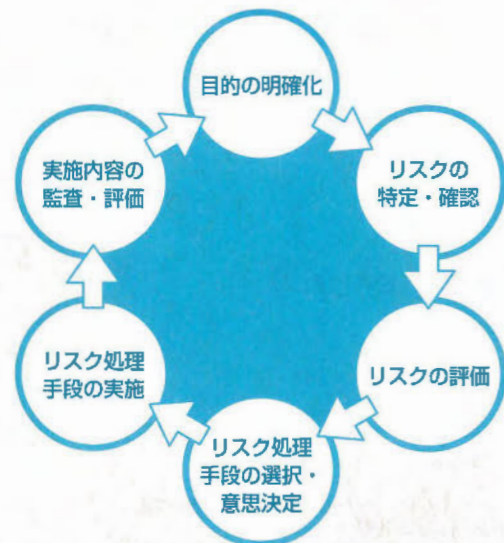 目的の明確化
リスクの
特定・確認
リスクの評価
リスク処理
手段の選択・
意思決定
リスク処理
手段の実施
実施内容の
監査・評価